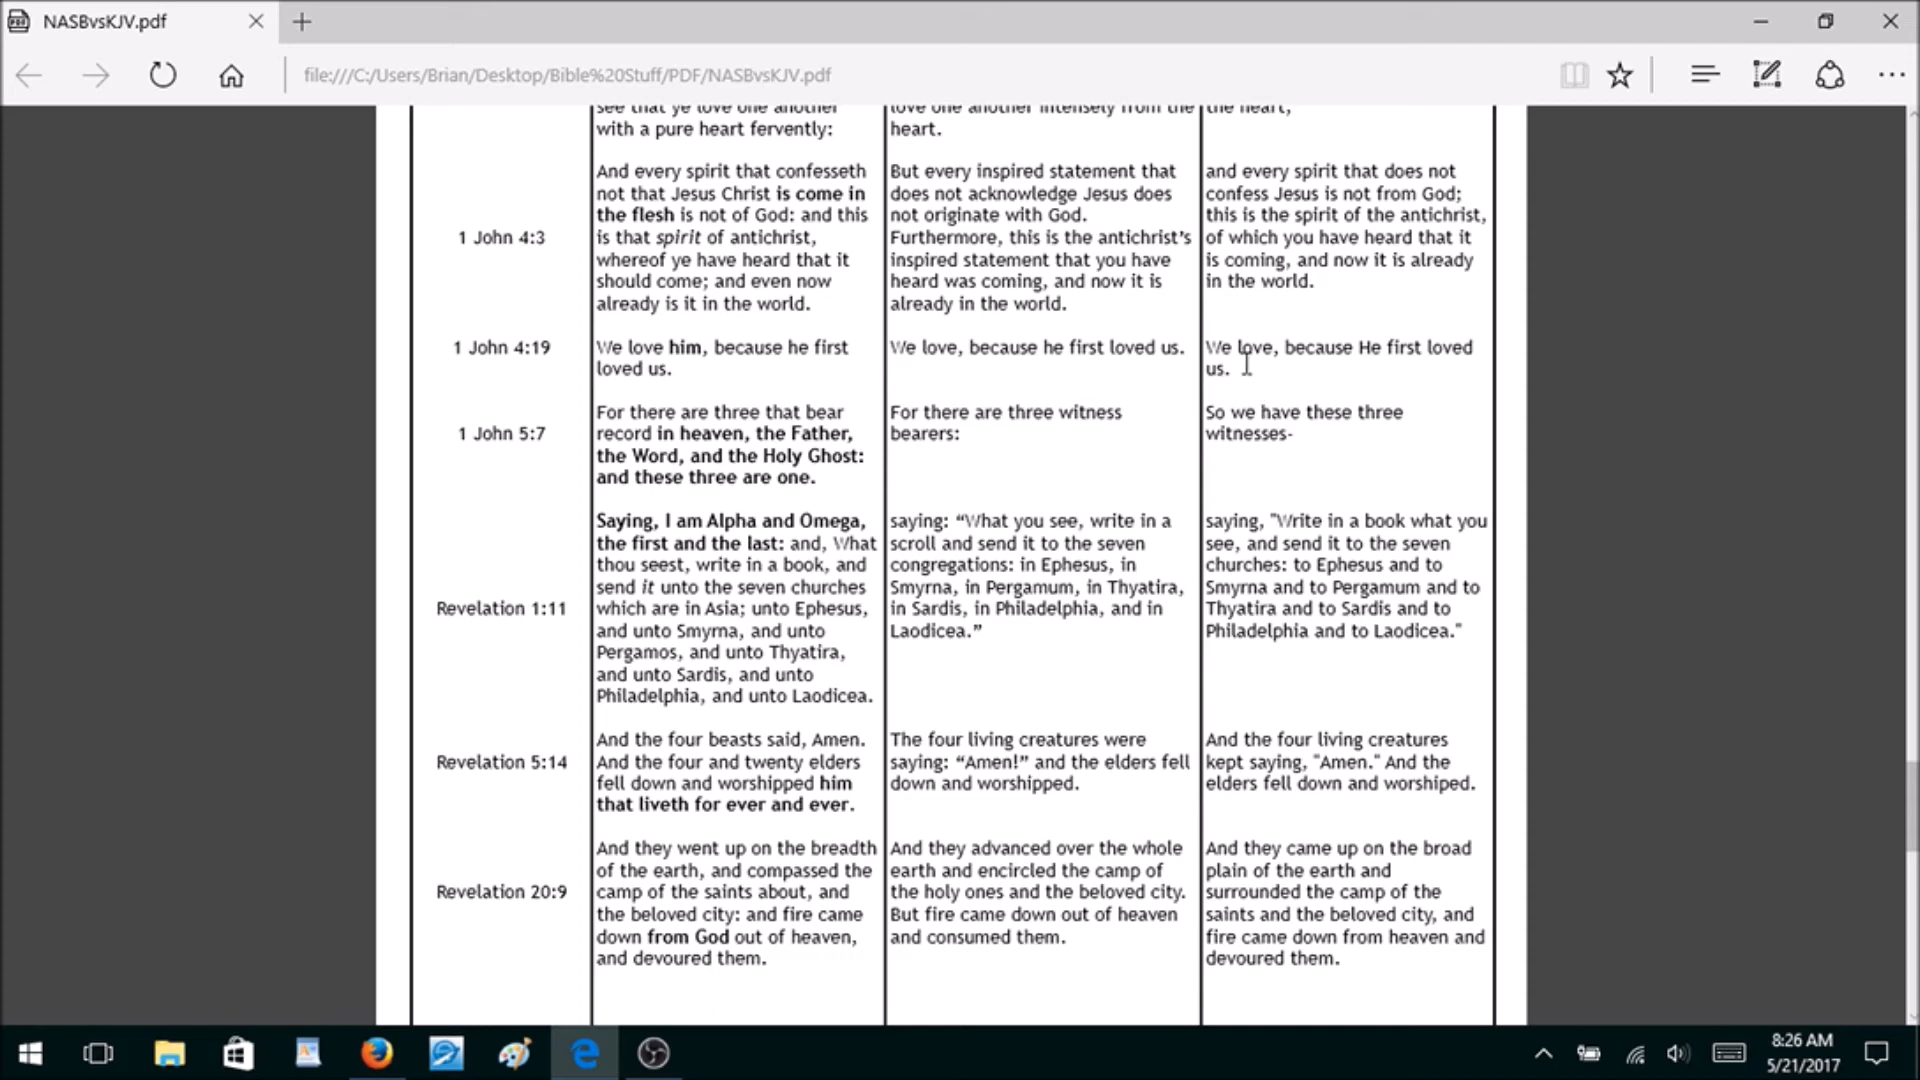 NASBvsKJV.pdf
file:///C:/Users/Brian/Desktop/Bible%20Stuff/PDF/NASBvsKJV.pdf
see that ye love one another
with a pure heart fervently:
love one another intensely from the
heart.
the heart,
1 John 4:3
And every spirit that confesseth
not that Jesus Christ is come in
the flesh is not of God: and this
is that spirit of antichrist,
whereof ye have heard that it
should come; and even now
already is it in the world.
But every inspired statement that
does not acknowledge Jesus does
not originate with God.
Furthermore, this is the antichrist's
inspired statement that you have
heard was coming, and now it is
already in the world.
and every spirit that does not
confess Jesus is not from God;
this is the spirit of the antichrist,
of which you have heard that it
is coming, and now it is already
in the world.
1 John 4:19
We love him, because he first
loved us.
We love, because he first loved us.
We love, because He first loved
us.
1 John 5:7
For there are three that bear
record in heaven, the Father,
the Word, and the Holy Ghost:
and these three are one.
For there are three witness
bearers:
So we have these three
witnesses-
Revelation 1:11
Saying, I am Alpha and Omega,
the first and the last: and, What
thou seest, write in a book, and
send it unto the seven churches
which are in Asia; unto Ephesus,
and unto Smyrna, and unto
Pergamos, and unto Thyatira,
and unto Sardis, and unto
Philadelphia, and unto Laodicea.
saying: “What you see, write in a
scroll and send it to the seven
congregations: in Ephesus, in
Smyrna, in Pergamum, in Thyatira,
in Sardis, in Philadelphia, and in
Laodicea.”
saying, "Write in a book what you
see, and send it to the seven
churches: to Ephesus and to
Smyrna and to Pergamum and to
Thyatira and to Sardis and to
Philadelphia and to Laodicea."
Revelation 5:14
And the four beasts said, Amen.
And the four and twenty elders
fell down and worshipped him
that liveth for ever and ever.
The four living creatures were
saying: “Amen!” and the elders fell
down and worshipped.
And the four living creatures
kept saying, "Amen." And the
elders fell down and worshiped.
Revelation 20:9
And they went up on the breadth
of the earth, and compassed the
camp of the saints about, and
the beloved city: and fire came
down from God out of heaven,
and devoured them.
And they advanced over the whole
earth and encircled the camp of
the holy ones and the beloved city.
But fire came down out of heaven
and consumed them.
And they came up on the broad
plain of the earth and
surrounded the camp of the
saints and the beloved city, and
fire came down from heaven and
devoured them.
8:26 AM
5/21/2017